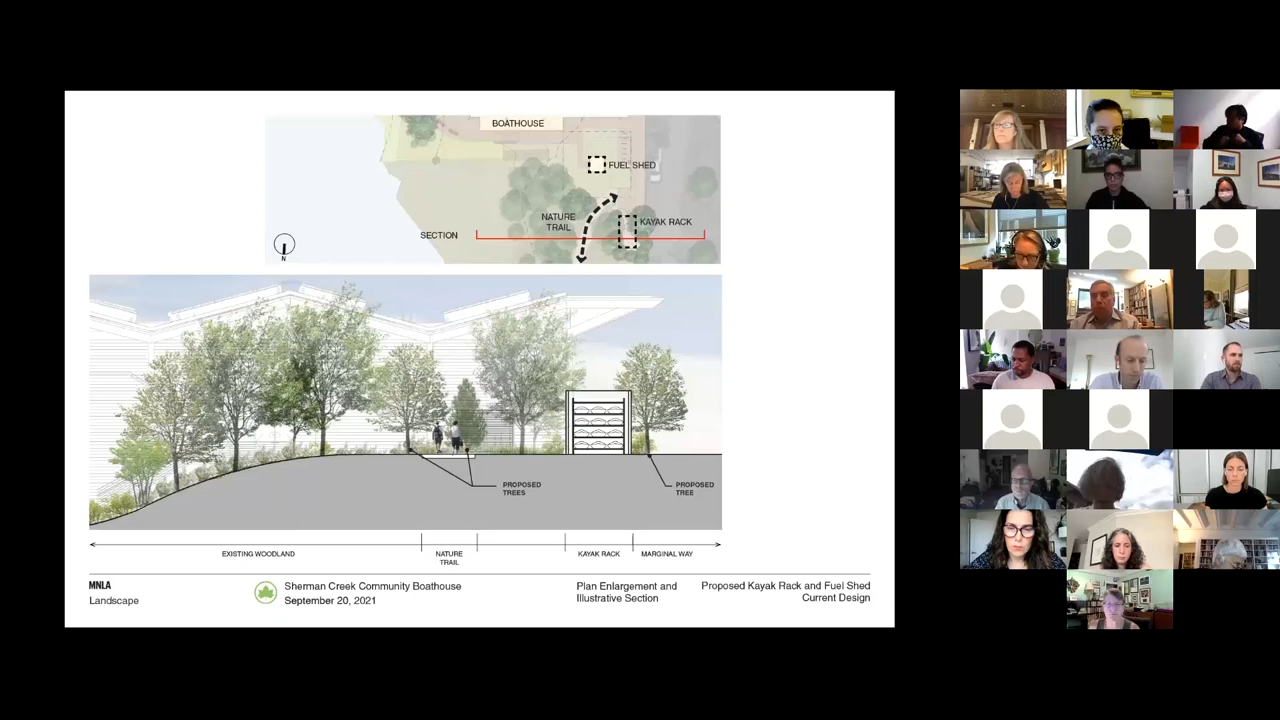 BOATHOUSE
FUEL SHED
NATURE
TRAIL
KAYAK RACK
SECTION
N
PROPOSED
TREES
PROPOSED
TREE
EXISTING WOODLAND
NATURE
TRAIL
KAYAK RACK
MARGINAL WAY
MNLA
Landscape
Sherman Creek Community Boathouse
September 20, 2021
Plan Enlargement and
Illustrative Section
Proposed Kayak Rack and Fuel Shed
Current Design